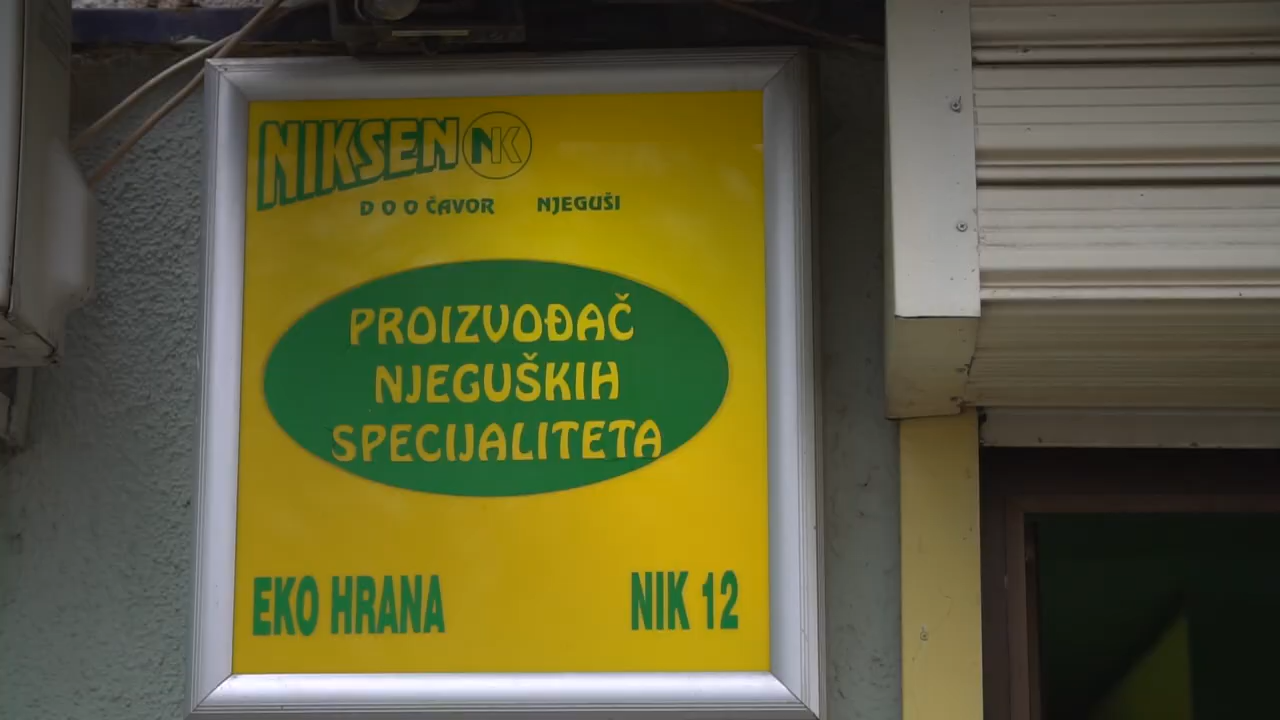 NIKSEN NK
D O O ČAVOR NJEGUŠI
PROIZVOĐAČ
NJEGUŠKIH
SPECIJALITETA
EKO HRANA NIK 12